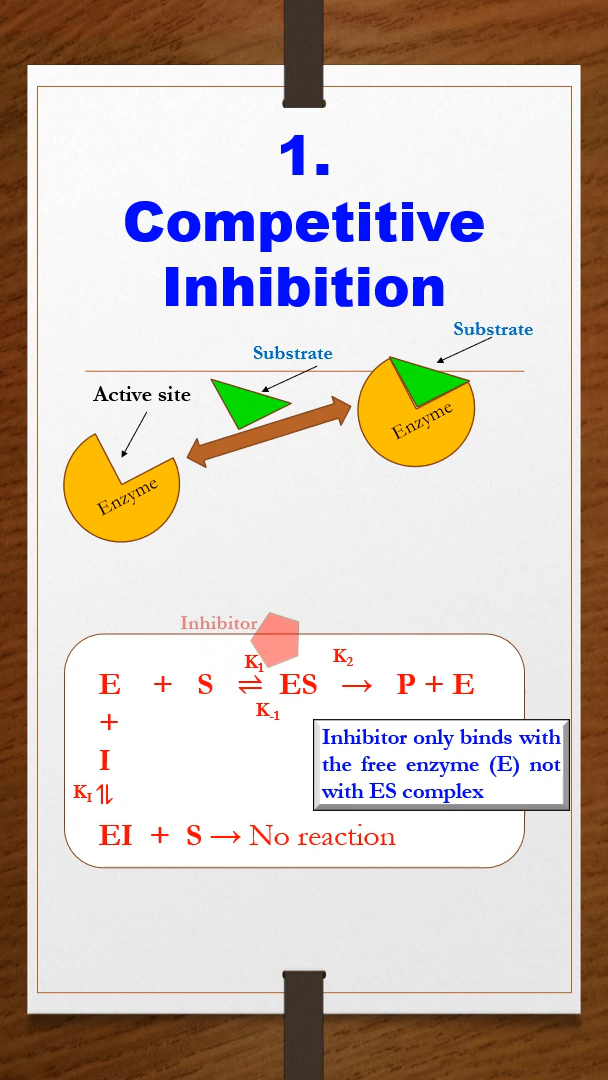 1.
Competitive
Inhibition
Substrate
Substrate
Active site
Enzyme
Enzyme
Inhibitor
K1 K2
E + S ⇌ ES → P + E
K-1
+
I
KI ⥮
EI + S → No reaction
Inhibitor only binds with
the free enzyme (E) not
with ES complex